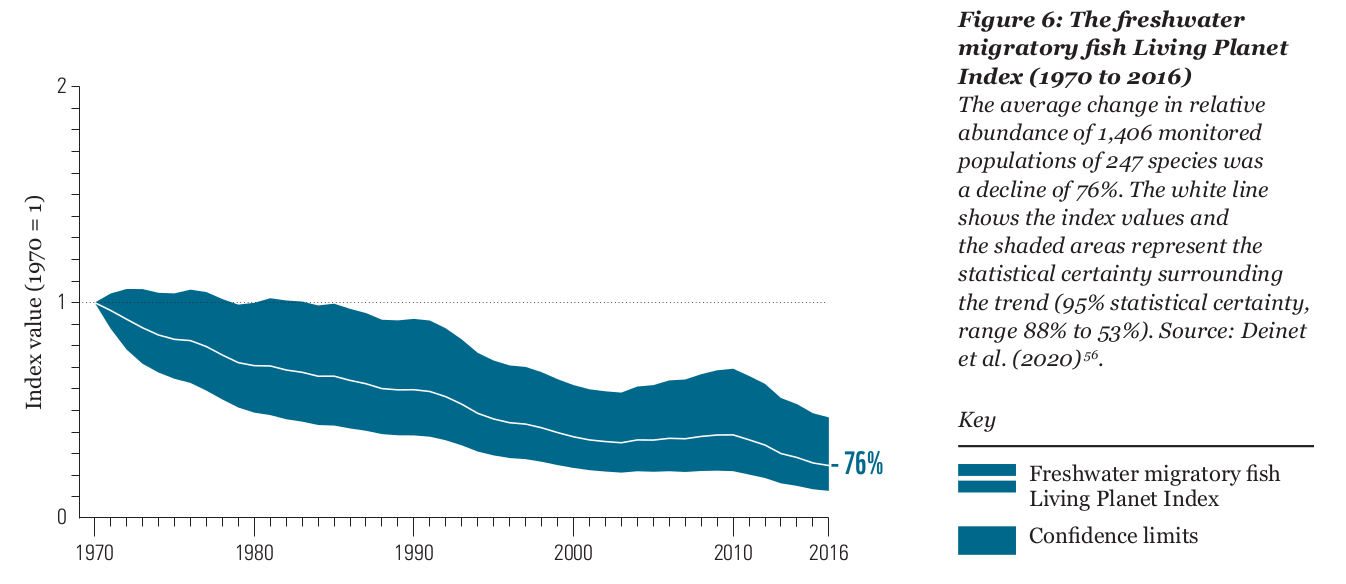 2
1
0
Index value (1970 = 1)
1970
1980
1990
2000
2010
2016
- 76%
Figure 6: The freshwater
migratory fish Living Planet
Index (1970 to 2016)
The average change in relative
abundance of 1,406 monitored
populations of 247 species was
a decline of 76%. The white line
shows the index values and
the shaded areas represent the
statistical certainty surrounding
the trend (95% statistical certainty,
range 88% to 53%). Source: Deinet
et al. (2020)⁵⁶.
Key
Freshwater migratory fish
Living Planet Index
Confidence limits